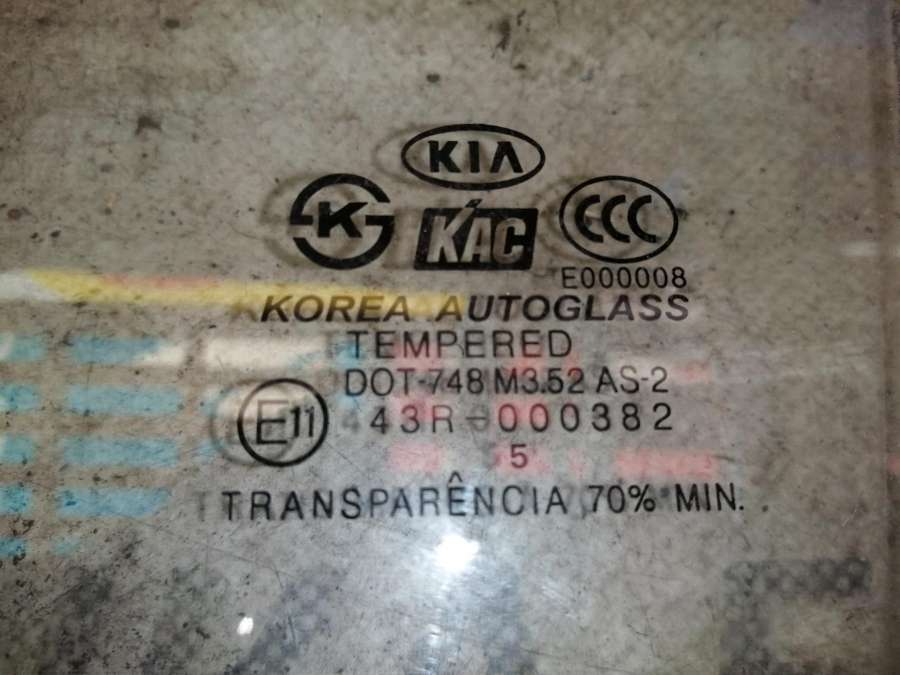 KIA
K
KAC
CCC
E000008
KOREA AUTOGLASS
TEMPERED
DOT-748 M3.52 AS-2
E11
43R-000382
5
TRANSPARÊNCIA 70% MIN.